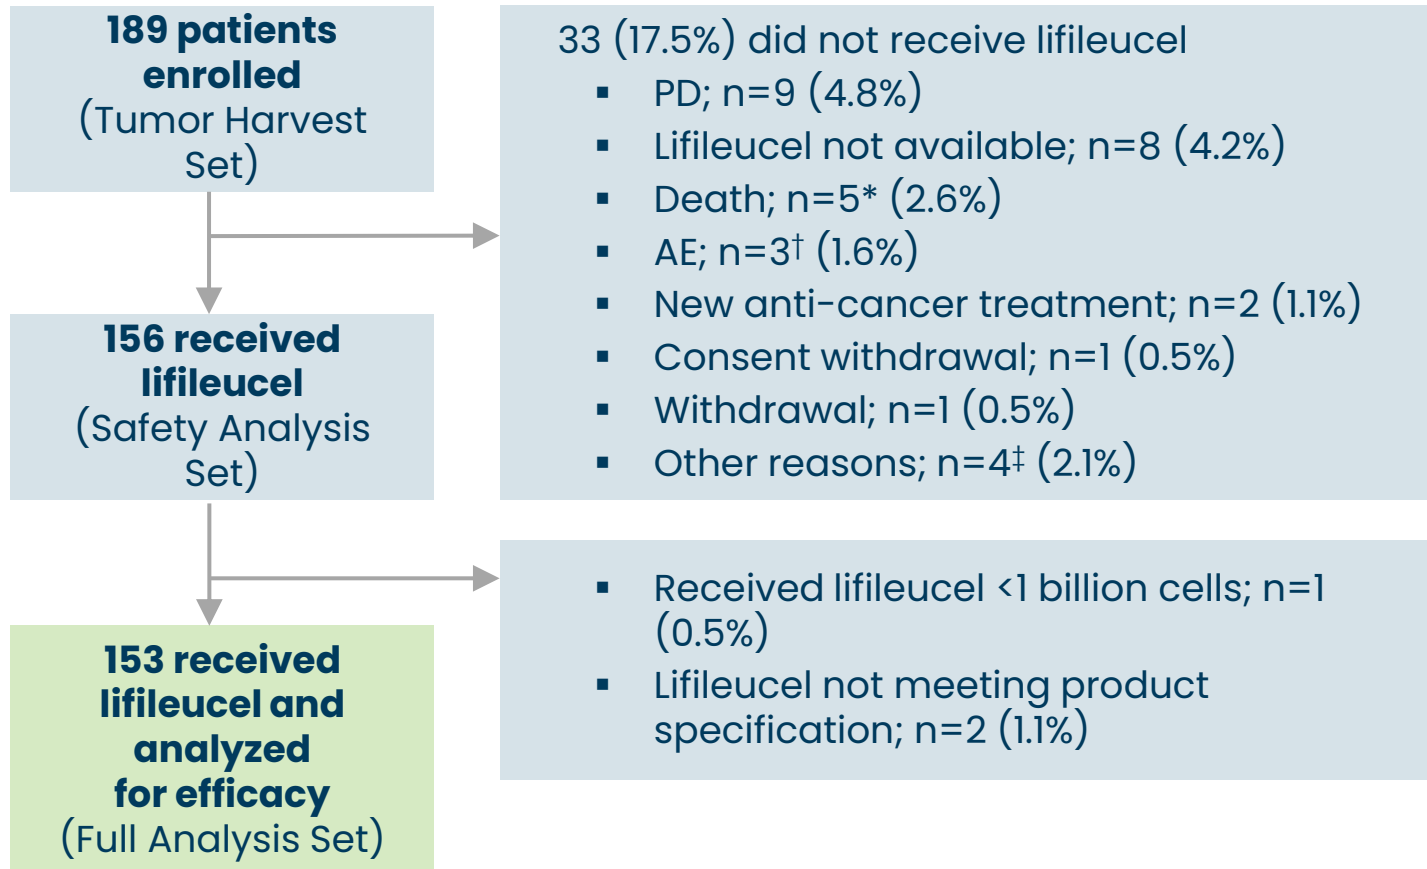 189 patients
enrolled
(Tumor Harvest
Set)
33 (17.5%) did not receive lifileucel
▪ PD; n=9 (4.8%)
▪ Lifileucel not available; n=8 (4.2%)
▪ Death; n=5* (2.6%)
▪ AE; n=3† (1.6%)
▪ New anti-cancer treatment; n=2 (1.1%)
▪ Consent withdrawal; n=1 (0.5%)
▪ Withdrawal; n=1 (0.5%)
▪ Other reasons; n=4‡ (2.1%)
156 received
lifileucel
(Safety Analysis
Set)
▪ Received lifileucel <1 billion cells; n=1
(0.5%)
▪ Lifileucel not meeting product
specification; n=2 (1.1%)
153 received
lifileucel and
analyzed
for efficacy
(Full Analysis Set)